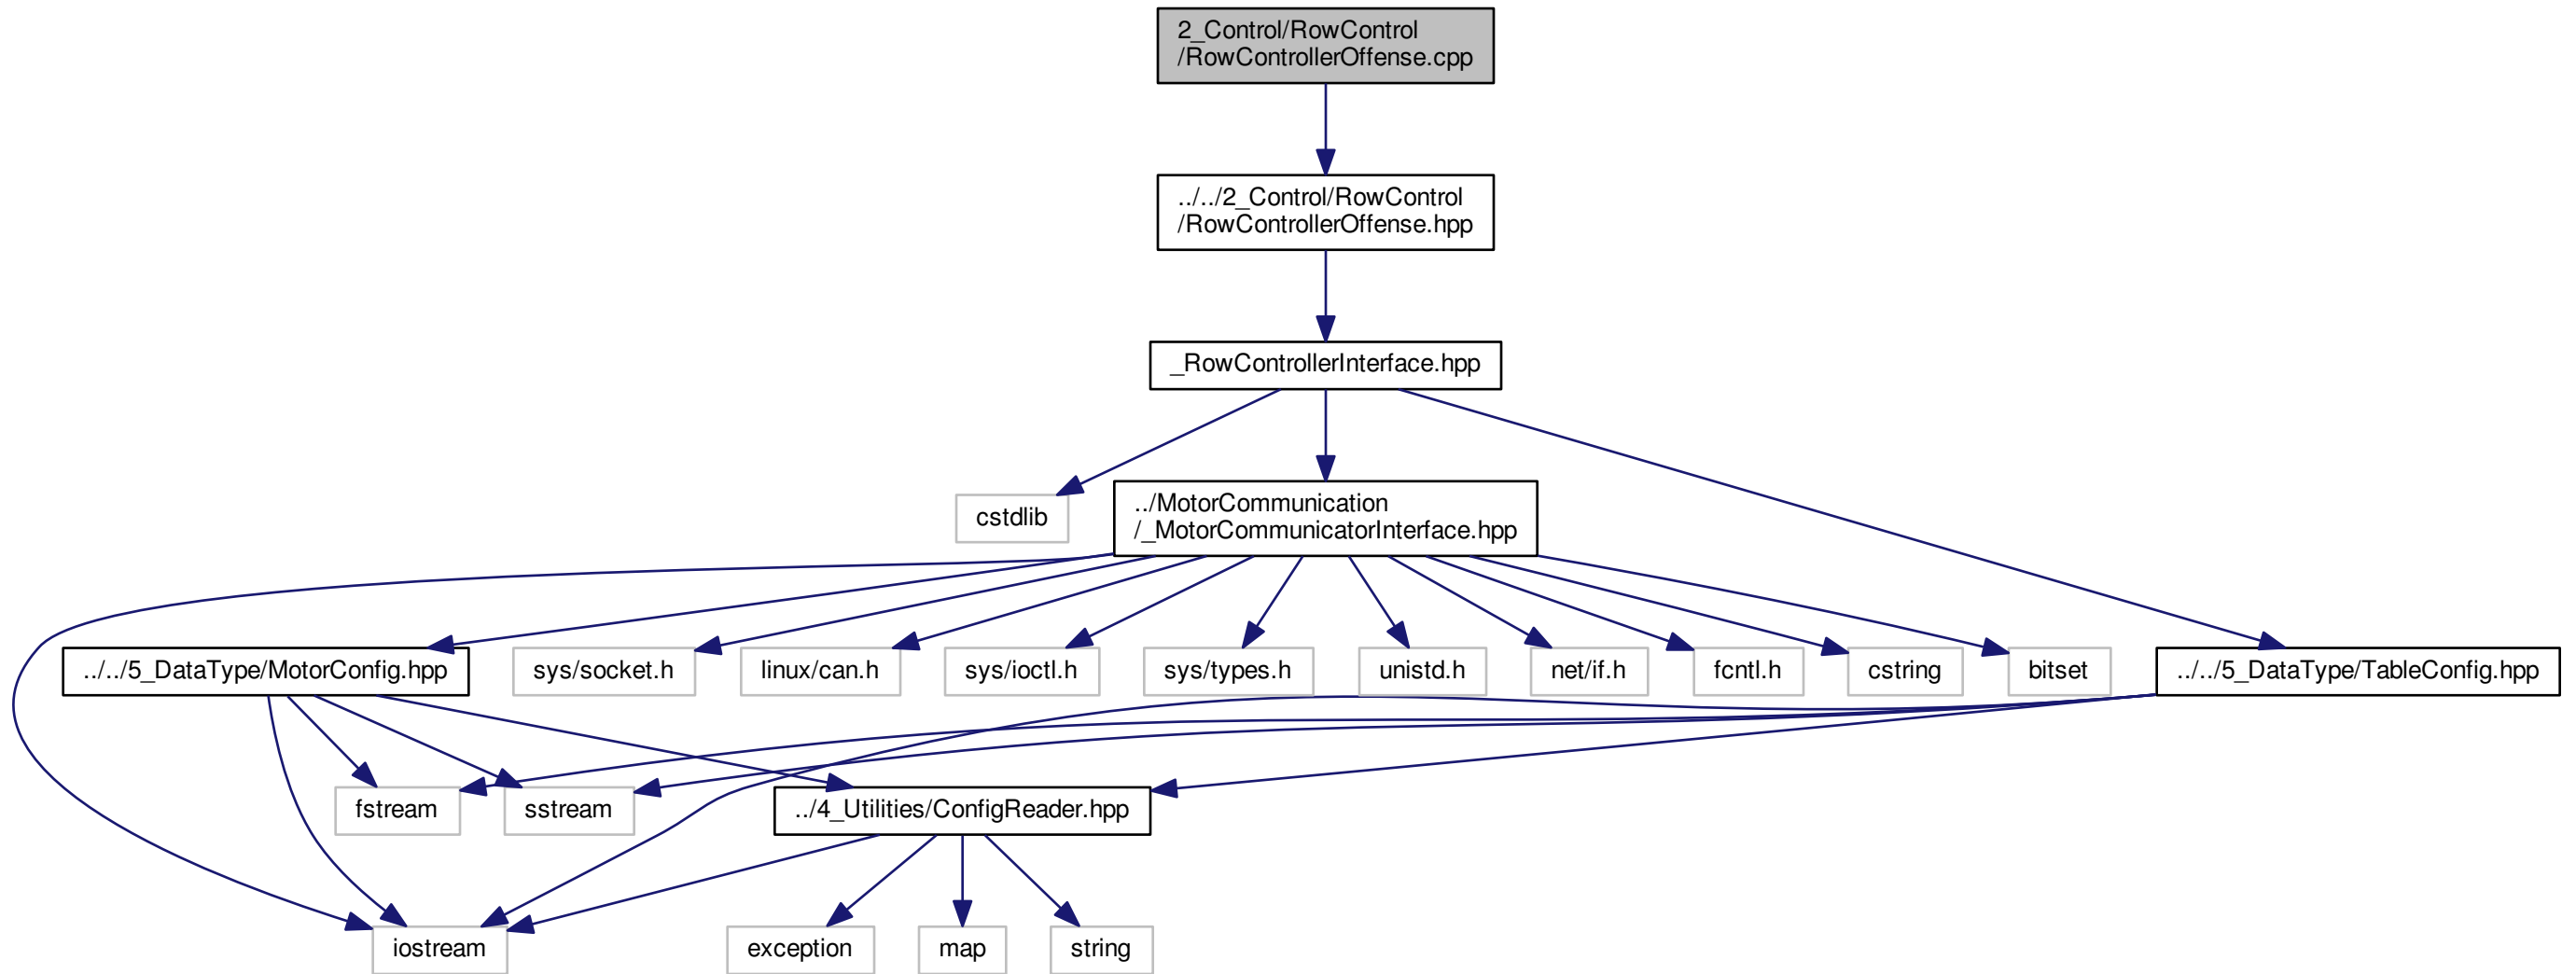 2_Control/RowControl
/RowControllerOffense.cpp
../../2_Control/RowControl
/RowControllerOffense.hpp
_RowControllerInterface.hpp
cstdlib
../MotorCommunication
/_MotorCommunicatorInterface.hpp
../../5_DataType/MotorConfig.hpp
sys/socket.h
linux/can.h
sys/ioctl.h
sys/types.h
unistd.h
net/if.h
fcntl.h
cstring
bitset
../../5_DataType/TableConfig.hpp
fstream
sstream
../4_Utilities/ConfigReader.hpp
iostream
exception
map
string